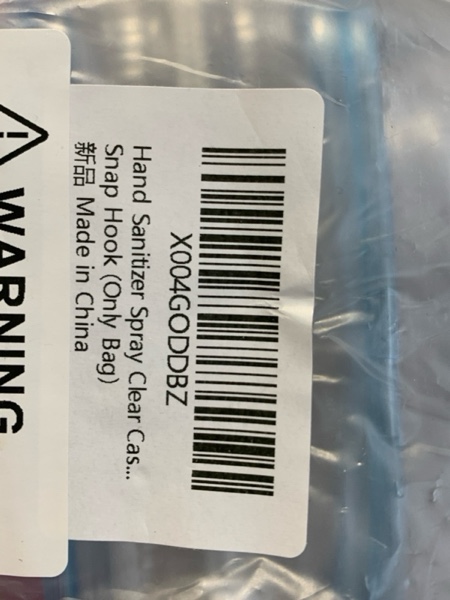 WARNING
X004GODDBZ
Hand Sanitizer Spray Clear Cas...
Snap Hook (Only Bag)
新品 Made in China